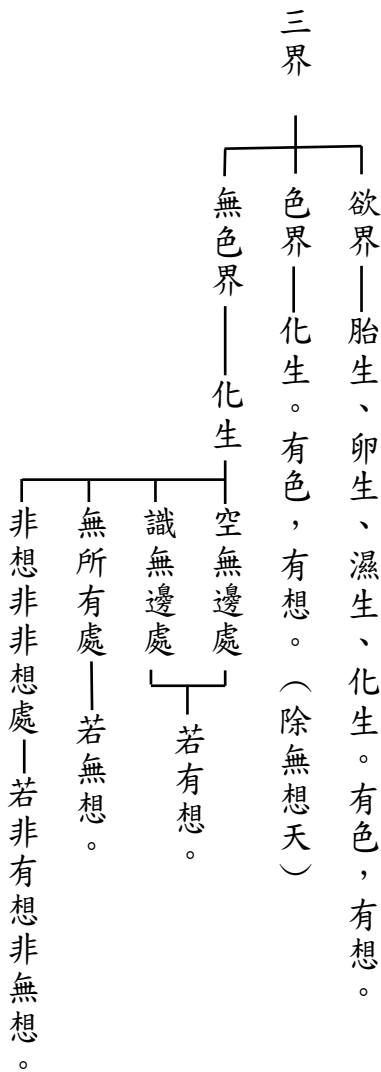 三界
欲界 胎生、卵生、濕生、化生。有色，有想。
色界 化生。有色，有想。（除無想天）
無色界 化生
空無邊處
識無邊處
若有想。
無所有處 若無想。
非想非非想處 若非有想非無想。